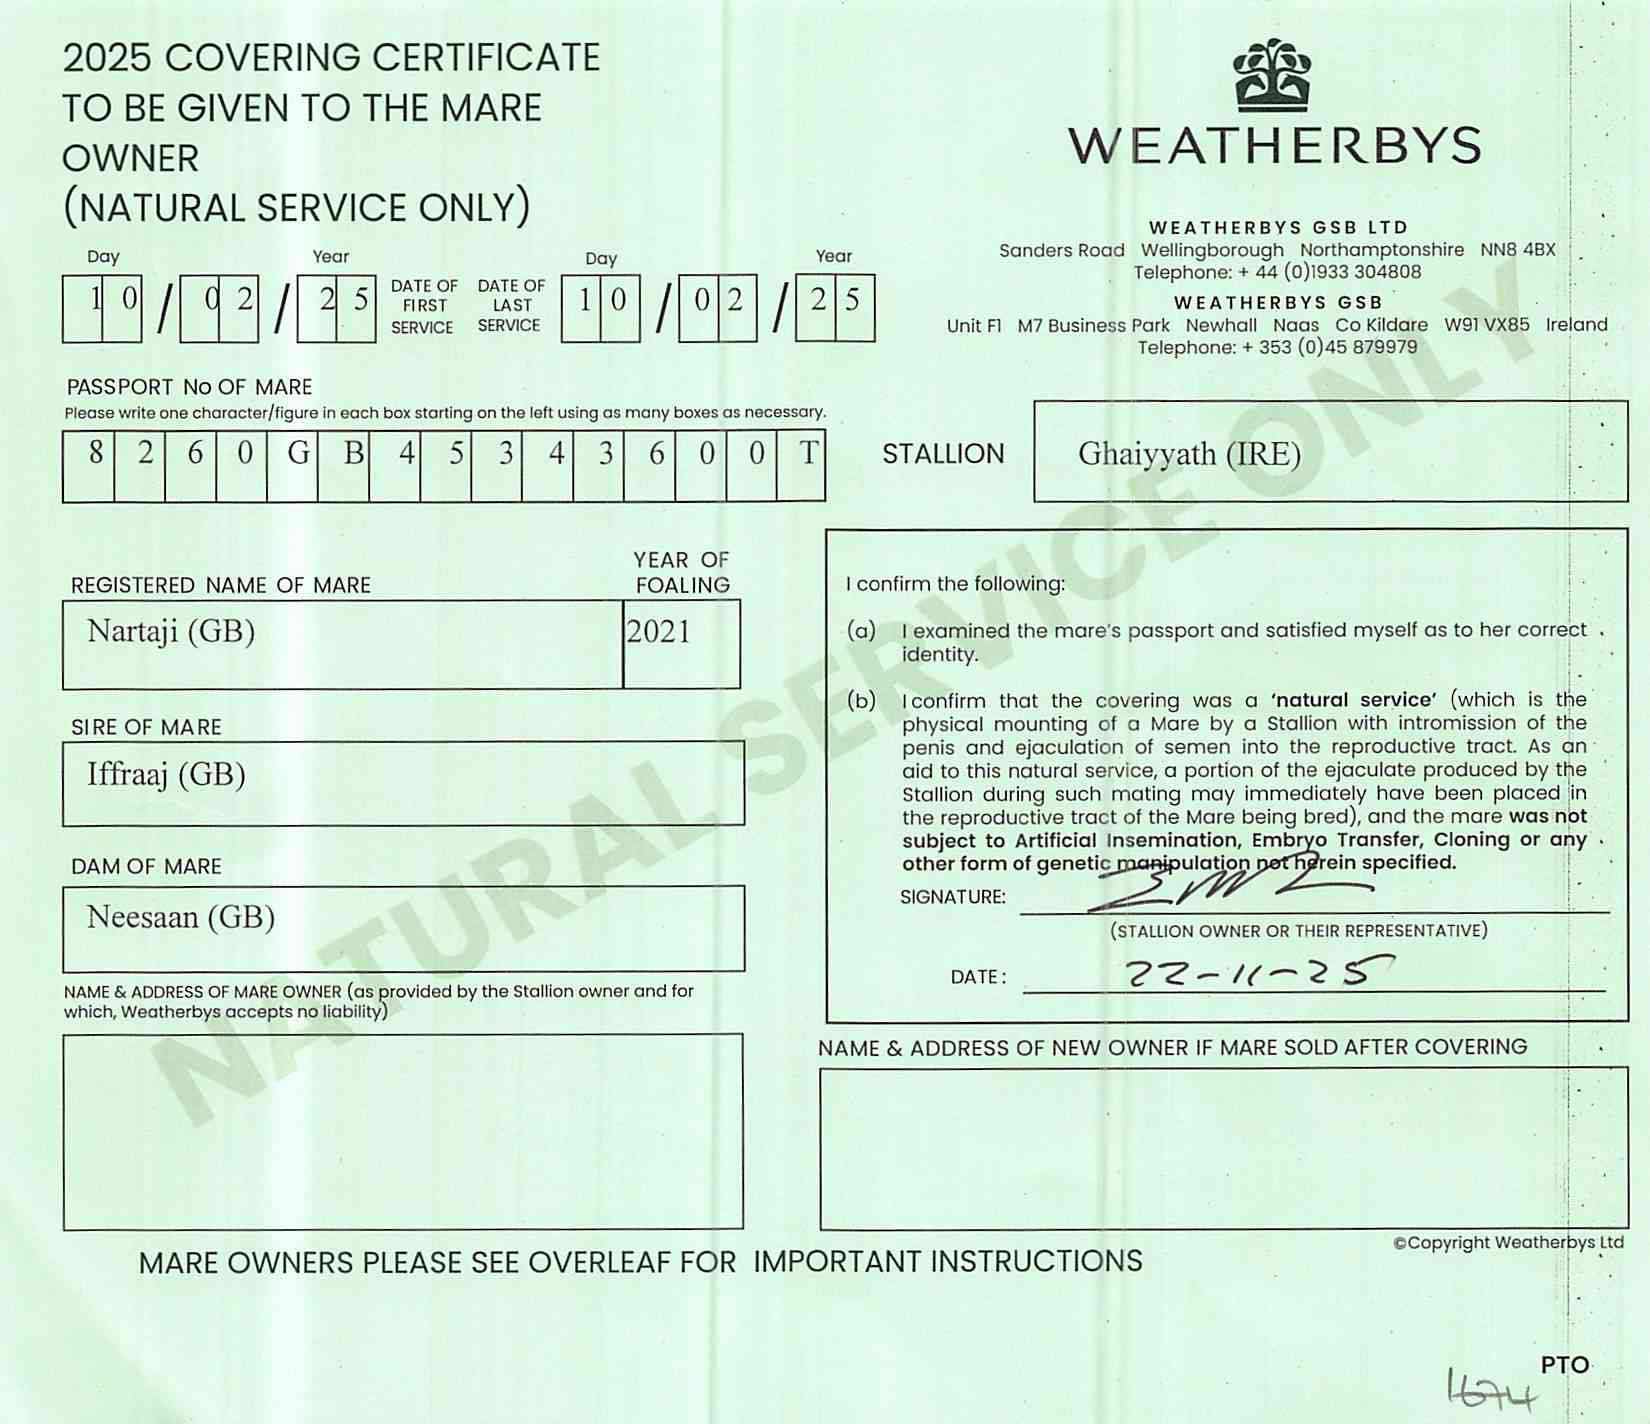 2025 COVERING CERTIFICATE
TO BE GIVEN TO THE MARE
OWNER
(NATURAL SERVICE ONLY)
WEATHERBYS
WEATHERBYS GSB LTD
Sanders Road Wellingborough Northamptonshire NN8 4BX
Telephone: + 44 (0)1933 304808
WEATHERBYS GSB
Unit F1 M7 Business Park Newhall Naas Co Kildare W91 VX85 Ireland
Telephone: + 353 (0)45 879979
Day Year
10/02/25
DATE OF
FIRST
SERVICE
DATE OF
LAST
SERVICE
Day Year
10/02/25
PASSPORT No OF MARE
Please write one character/figure in each box starting on the left using as many boxes as necessary.
8260GB45343600T
STALLION
Ghaiyyath (IRE)
REGISTERED NAME OF MARE
YEAR OF
FOALING
Nartaji (GB)
2021
SIRE OF MARE
Iffraaj (GB)
DAM OF MARE
Neesaan (GB)
NAME & ADDRESS OF MARE OWNER (as provided by the Stallion owner and for
which, Weatherbys accepts no liability)
I confirm the following:
(a) I examined the mare's passport and satisfied myself as to her correct
identity.
(b) I confirm that the covering was a 'natural service' (which is the
physical mounting of a Mare by a Stallion with intromission of the
penis and ejaculation of semen into the reproductive tract. As an
aid to this natural service, a portion of the ejaculate produced by the
Stallion during such mating may immediately have been placed in
the reproductive tract of the Mare being bred), and the mare was not
subject to Artificial Insemination, Embryo Transfer, Cloning or any
other form of genetic manipulation not herein specified.
SIGNATURE:
(STALLION OWNER OR THEIR REPRESENTATIVE)
DATE: 22-11-25
NAME & ADDRESS OF NEW OWNER IF MARE SOLD AFTER COVERING
©Copyright Weatherbys Ltd
MARE OWNERS PLEASE SEE OVERLEAF FOR IMPORTANT INSTRUCTIONS
PTO
1674
NATURAL SERVICE ONLY